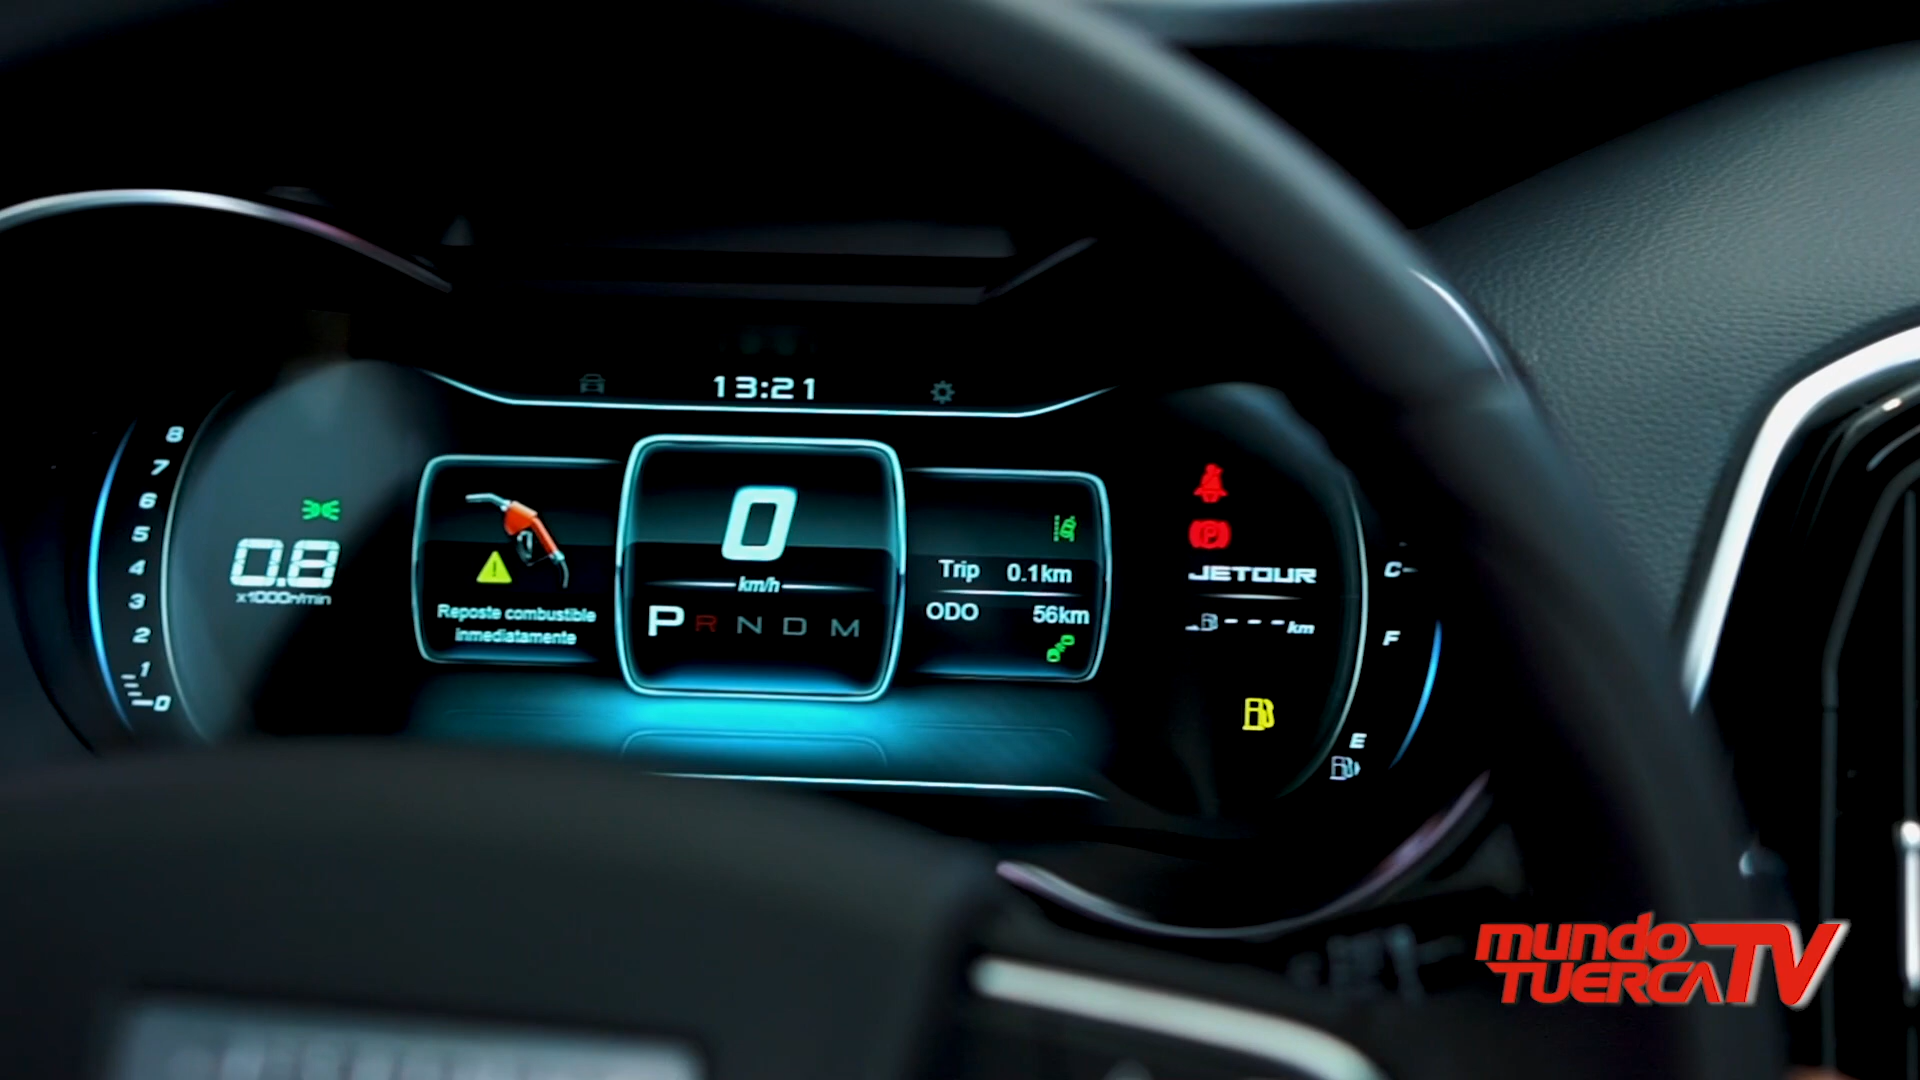 13:21
8
7
6
5
4
3
2
1
0
0.8
x1000r/min
Reposte combustible
inmediatamente
0
km/h
P R N D M
Trip 0.1km
ODO 56km
P
JETOUR
---km
C
F
E
mundo
TUERCA TV